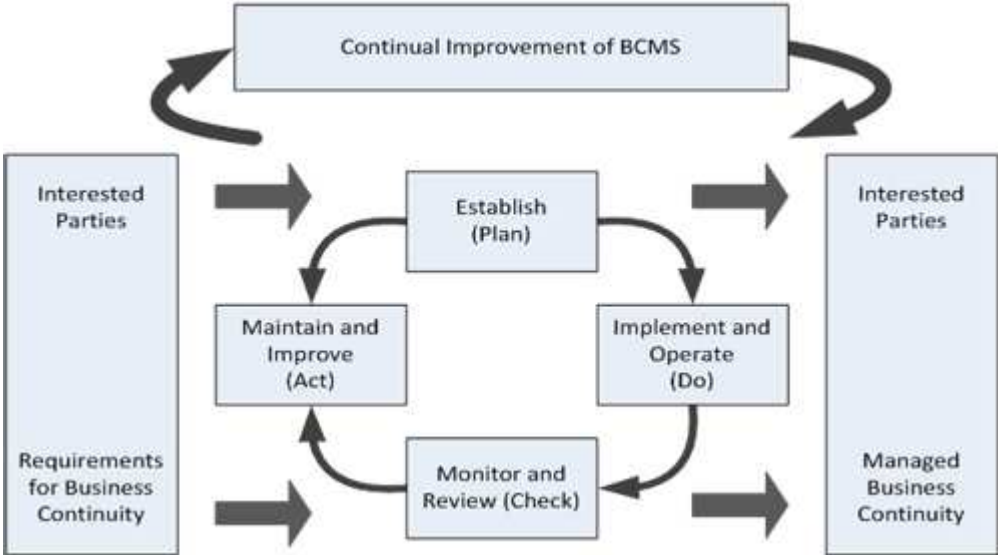 Continual Improvement of BCMS
Interested
Parties
Requirements
for Business
Continuity
Establish
(Plan)
Maintain and
Improve
(Act)
Implement and
Operate
(Do)
Monitor and
Review (Check)
Interested
Parties
Managed
Business
Continuity